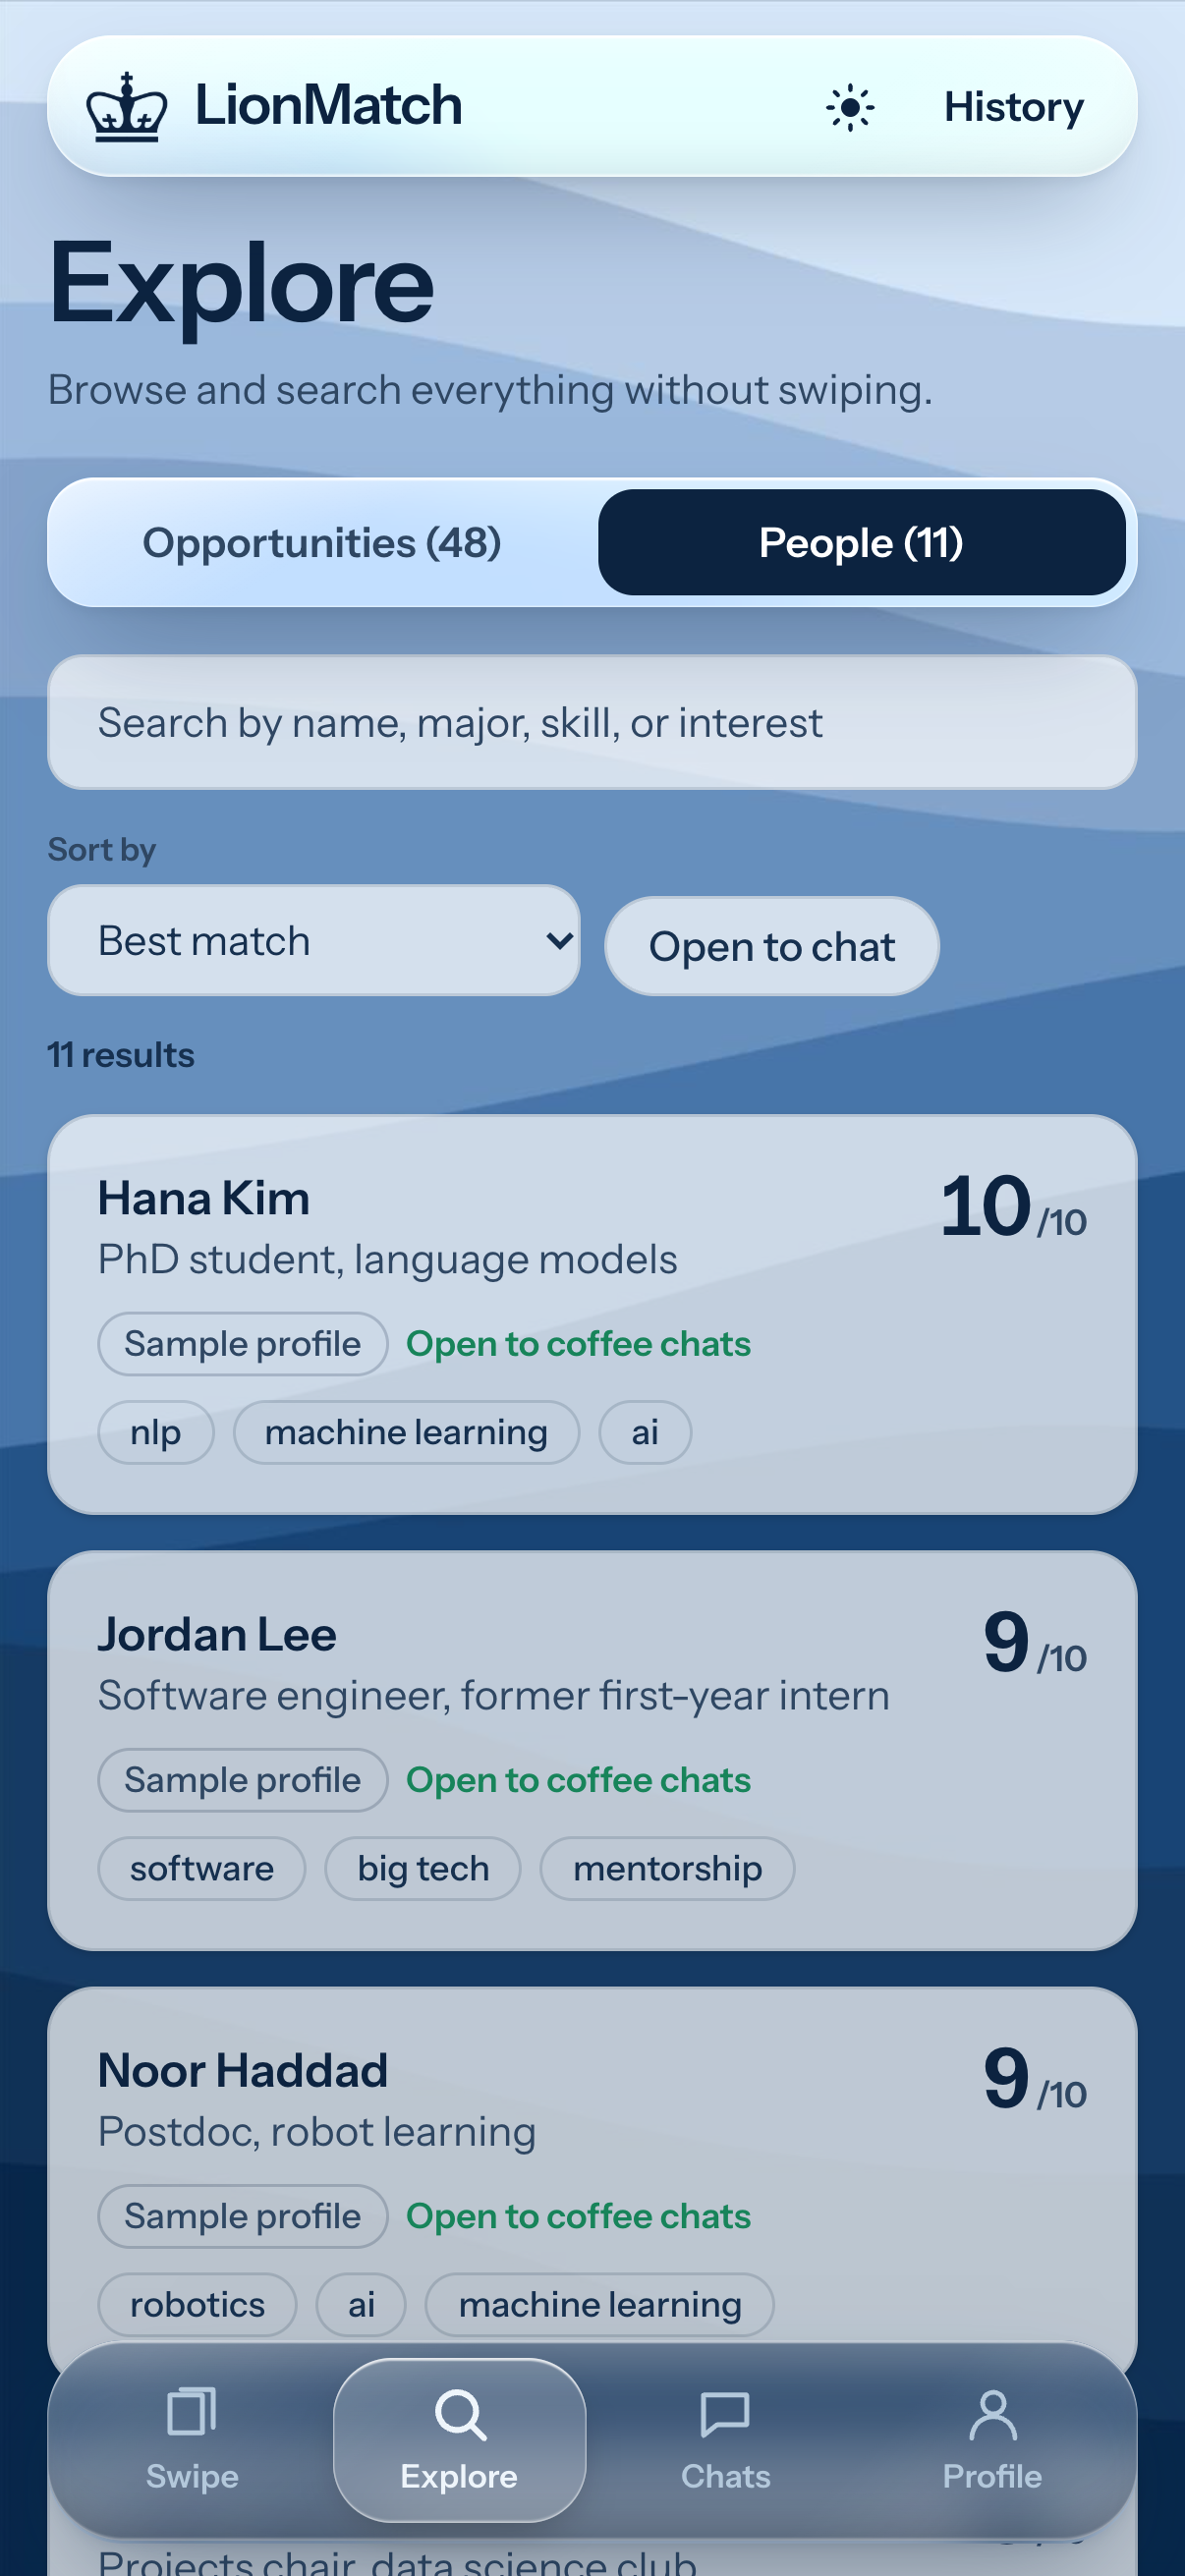 LionMatch
History
Explore
Browse and search everything without swiping.
Opportunities (48)
People (11)
Search by name, major, skill, or interest
Sort by
Best match
Open to chat
11 results
Hana Kim
10/10
PhD student, language models
Sample profile
Open to coffee chats
nlp
machine learning
ai
Jordan Lee
9/10
Software engineer, former first-year intern
Sample profile
Open to coffee chats
software
big tech
mentorship
Noor Haddad
9/10
Postdoc, robot learning
Sample profile
Open to coffee chats
robotics
ai
machine learning
Swipe
Explore
Chats
Profile
Projects chair, data science club